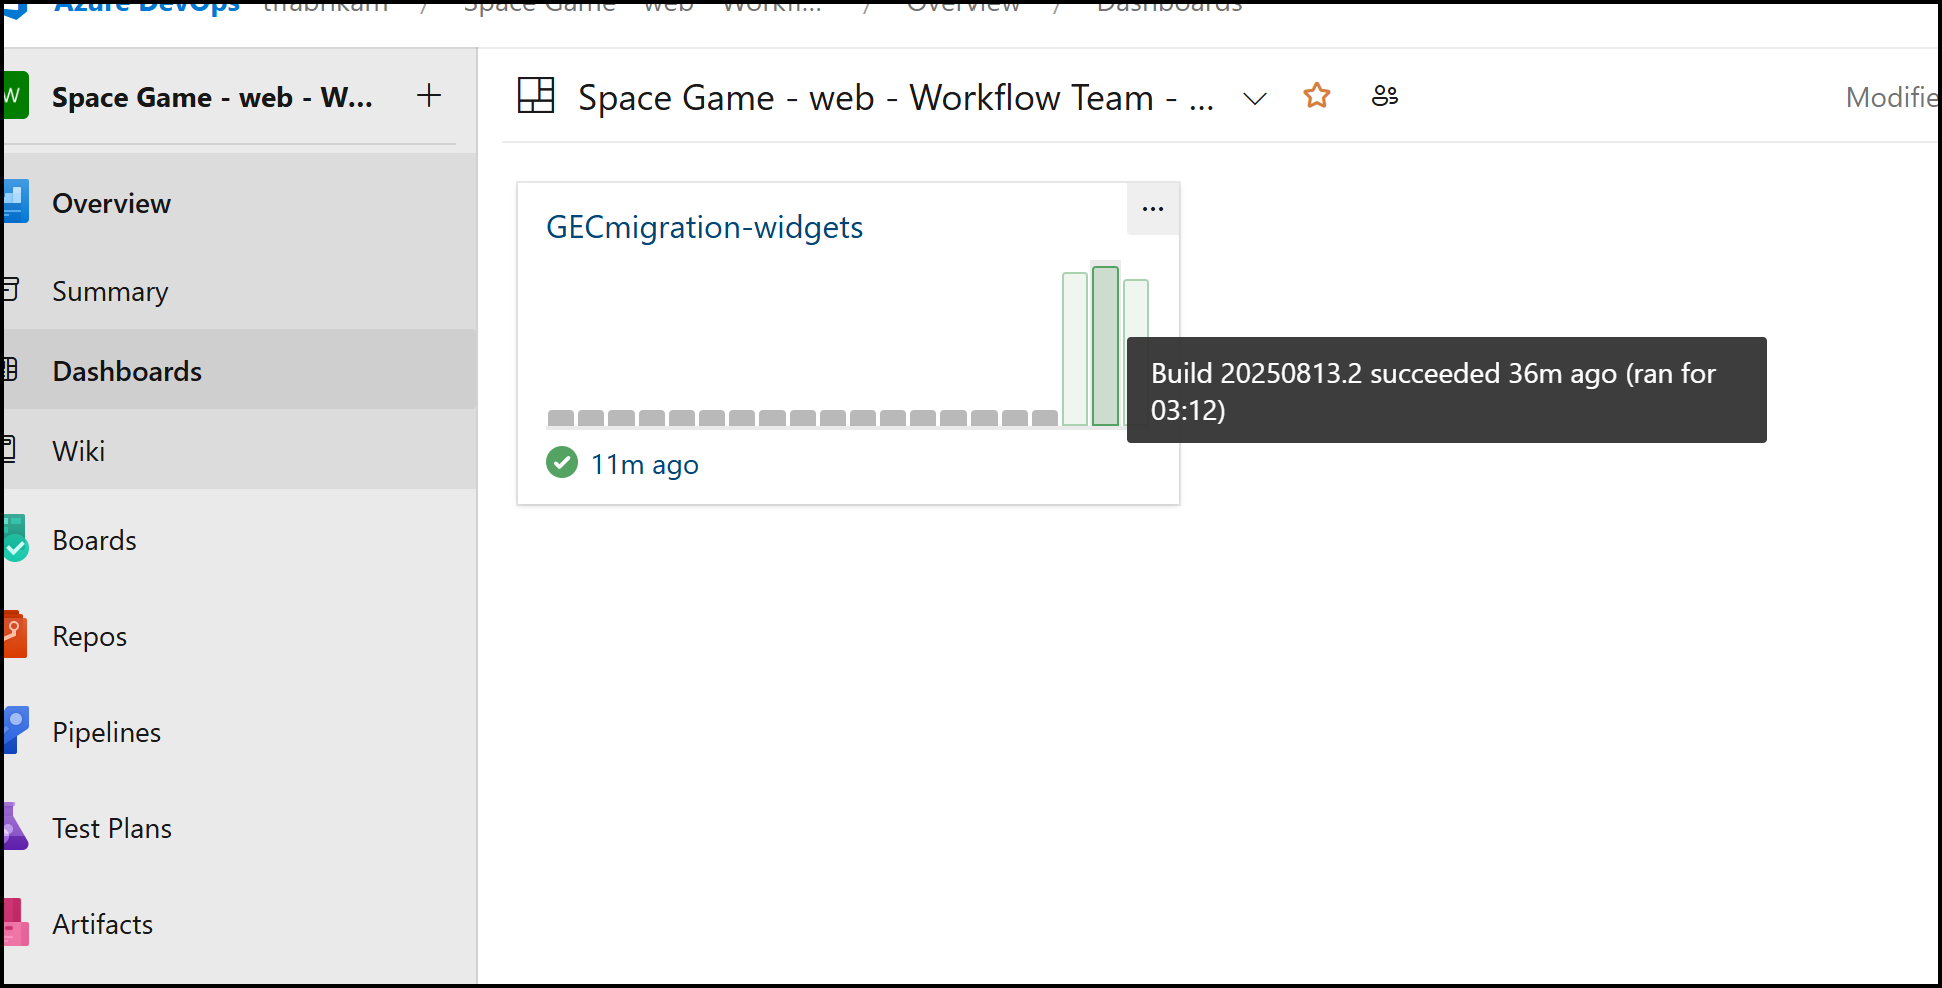 Azure DevOps tfabrikam / Space Game - web - Workfl... / Overview / Dashboards
W Space Game - web - W... +
Space Game - web - Workflow Team - ...
Modifie
Overview
Summary
Dashboards
Wiki
Boards
Repos
Pipelines
Test Plans
Artifacts
GECmigration-widgets
...
Build 20250813.2 succeeded 36m ago (ran for
03:12)
11m ago